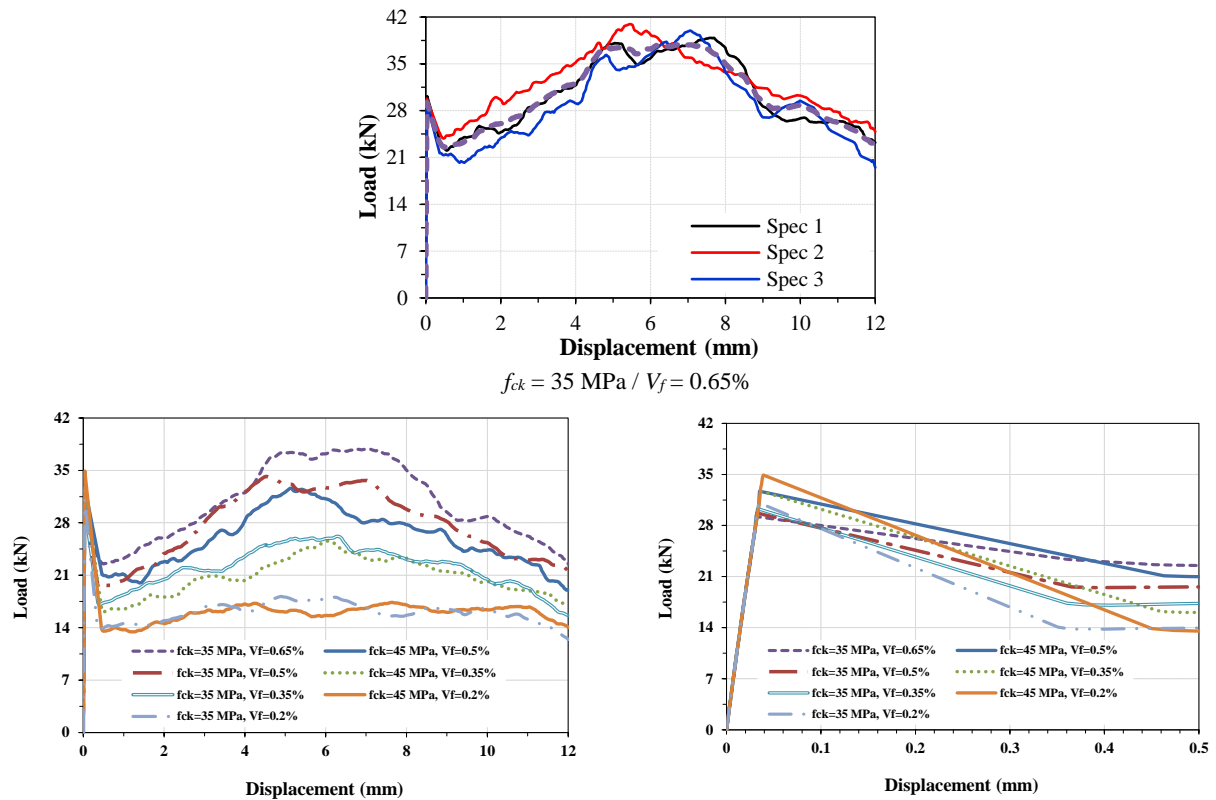 42
35
28
21
14
7
0
Load (kN)
Spec 1
Spec 2
Spec 3
0 2 4 6 8 10 12
Displacement (mm)
fck = 35 MPa / Vf = 0.65%
42
35
28
21
14
7
0
Load (kN)
fck=35 MPa, Vf=0.65% fck=45 MPa, Vf=0.5%
fck=35 MPa, Vf=0.5% fck=45 MPa, Vf=0.35%
fck=35 MPa, Vf=0.35% fck=45 MPa, Vf=0.2%
fck=35 MPa, Vf=0.2%
0 2 4 6 8 10 12
Displacement (mm)
42
35
28
21
14
7
0
Load (kN)
fck=35 MPa, Vf=0.65% fck=45 MPa, Vf=0.5%
fck=35 MPa, Vf=0.5% fck=45 MPa, Vf=0.35%
fck=35 MPa, Vf=0.35% fck=45 MPa, Vf=0.2%
fck=35 MPa, Vf=0.2%
0 0.1 0.2 0.3 0.4 0.5
Displacement (mm)